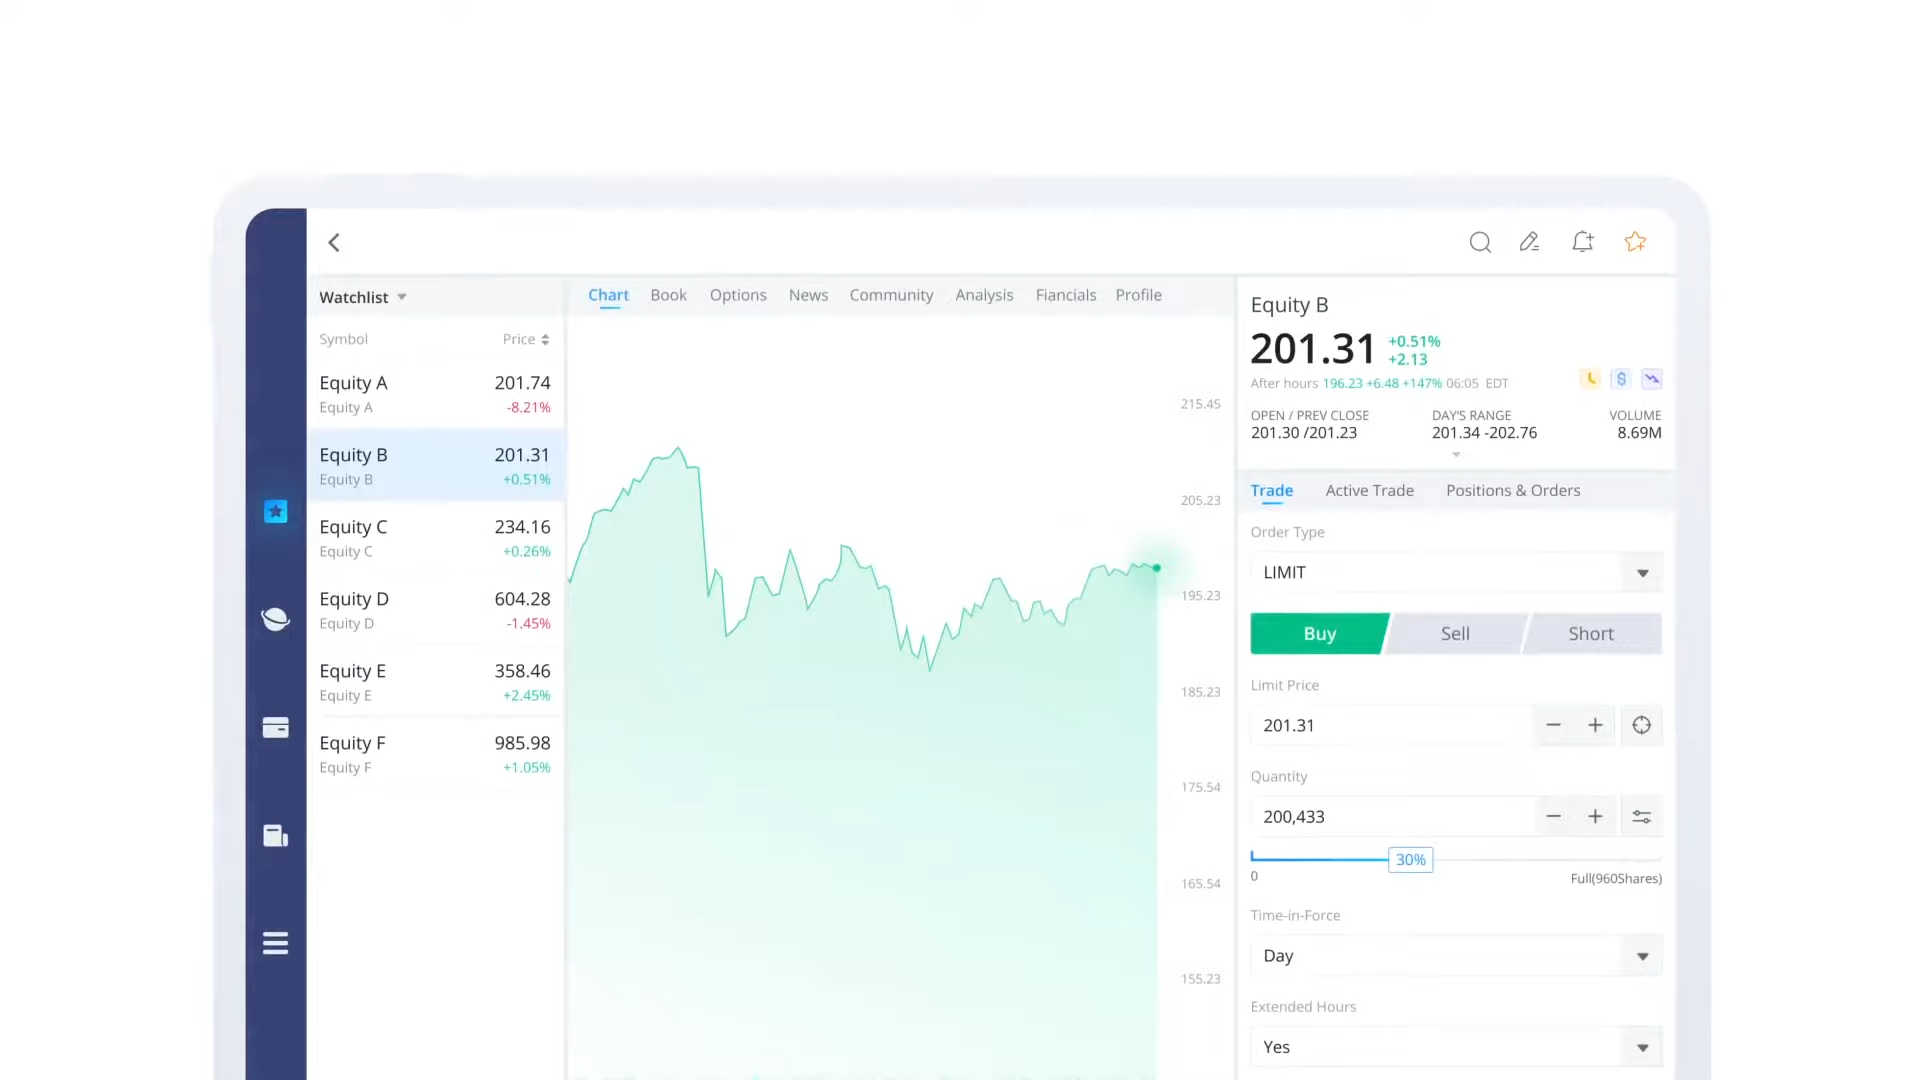 Watchlist
Symbol Price
Equity A 201.74
Equity A -8.21%
Equity B 201.31
Equity B +0.51%
Equity C 234.16
Equity C +0.26%
Equity D 604.28
Equity D -1.45%
Equity E 358.46
Equity E +2.45%
Equity F 985.98
Equity F +1.05%
Chart Book Options News Community Analysis Fiancials Profile
215.45
205.23
195.23
185.23
175.54
165.54
155.23
Equity B
201.31 +0.51%
+2.13
After hours 196.23 +6.48 +147% 06:05 EDT
$
OPEN / PREV CLOSE DAY'S RANGE VOLUME
201.30 /201.23 201.34 -202.76 8.69M
Trade Active Trade Positions & Orders
Order Type
LIMIT
Buy Sell Short
Limit Price
201.31
Quantity
200,433
30%
0 Full(960Shares)
Time-in-Force
Day
Extended Hours
Yes